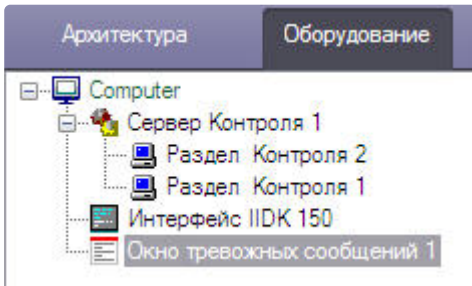 Архитектура Оборудование
Computer
Сервер Контроля 1
Раздел Контроля 2
Раздел Контроля 1
Интерфейс IIDK 150
Окно тревожных сообщений 1